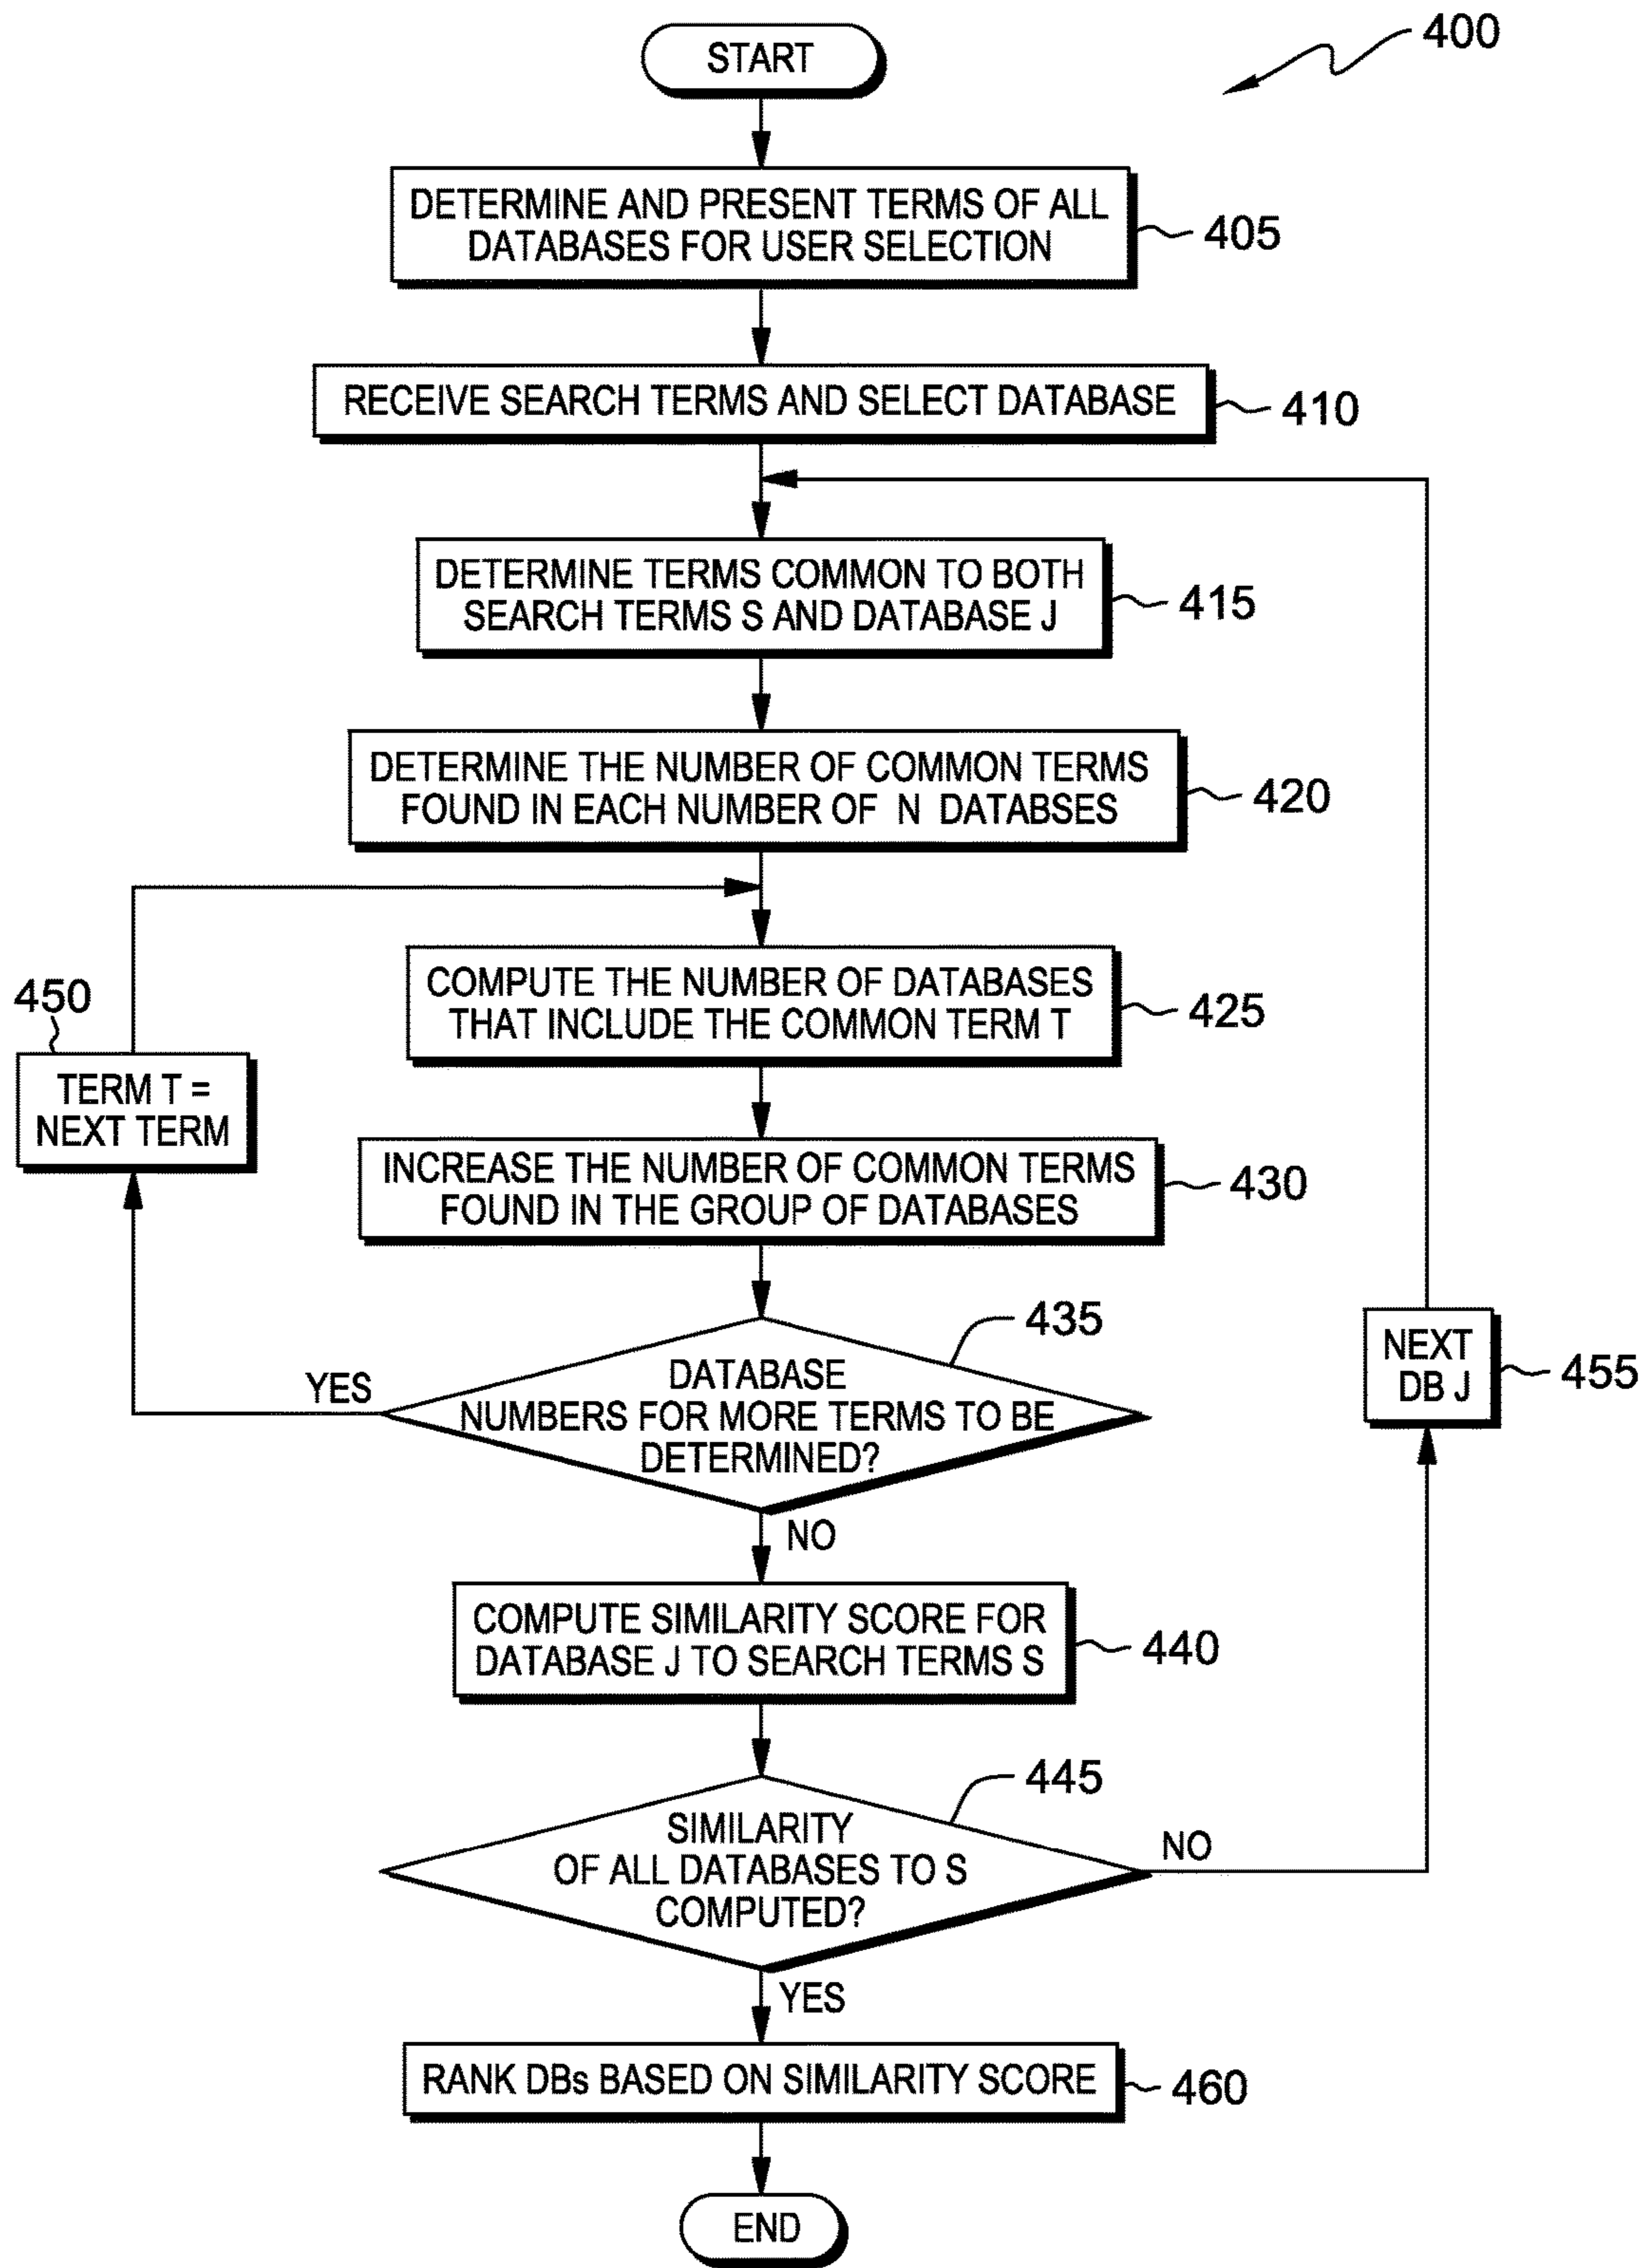 START
400
DETERMINE AND PRESENT TERMS OF ALL
DATABASES FOR USER SELECTION
405
RECEIVE SEARCH TERMS AND SELECT DATABASE
410
DETERMINE TERMS COMMON TO BOTH
SEARCH TERMS S AND DATABASE J
415
DETERMINE THE NUMBER OF COMMON TERMS
FOUND IN EACH NUMBER OF N DATABSES
420
COMPUTE THE NUMBER OF DATABASES
THAT INCLUDE THE COMMON TERM T
425
450
TERM T =
NEXT TERM
INCREASE THE NUMBER OF COMMON TERMS
FOUND IN THE GROUP OF DATABASES
430
435
DATABASE
NUMBERS FOR MORE TERMS TO BE
DETERMINED?
YES
NO
NEXT
DB J
455
COMPUTE SIMILARITY SCORE FOR
DATABASE J TO SEARCH TERMS S
440
445
SIMILARITY
OF ALL DATABASES TO S
COMPUTED?
NO
YES
RANK DBs BASED ON SIMILARITY SCORE
460
END